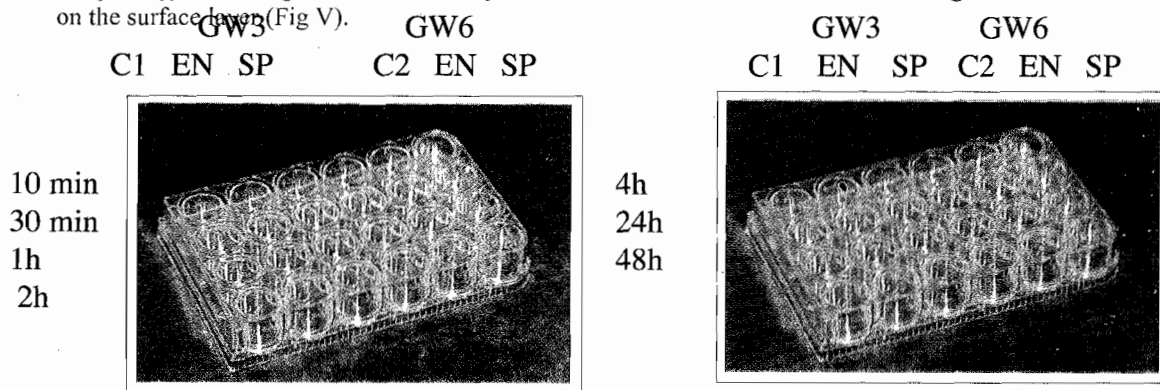 on the surface layer(Fig V).
GW3 GW6 GW3 GW6
C1 EN SP C2 EN SP C1 EN SP C2 EN SP
10 min 4h
30 min 24h
1h 48h
2h